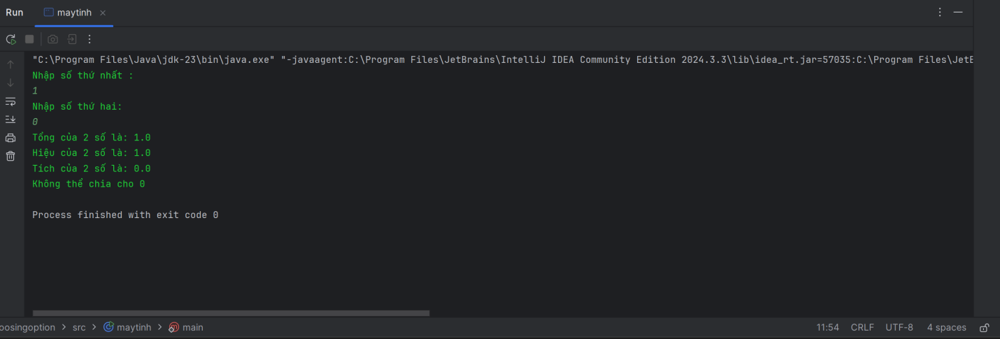 Run maytinh
"C:\Program Files\Java\jdk-23\bin\java.exe" "-javaagent:C:\Program Files\JetBrains\IntelliJ IDEA Community Edition 2024.3.3\lib\idea_rt.jar=57035:C:\Program Files\JetB
Nhập số thứ nhất :
1
Nhập số thứ hai:
0
Tổng của 2 số là: 1.0
Hiệu của 2 số là: 1.0
Tích của 2 số là: 0.0
Không thể chia cho 0
Process finished with exit code 0
oosingoption > src > maytinh > main 11:54 CRLF UTF-8 4 spaces